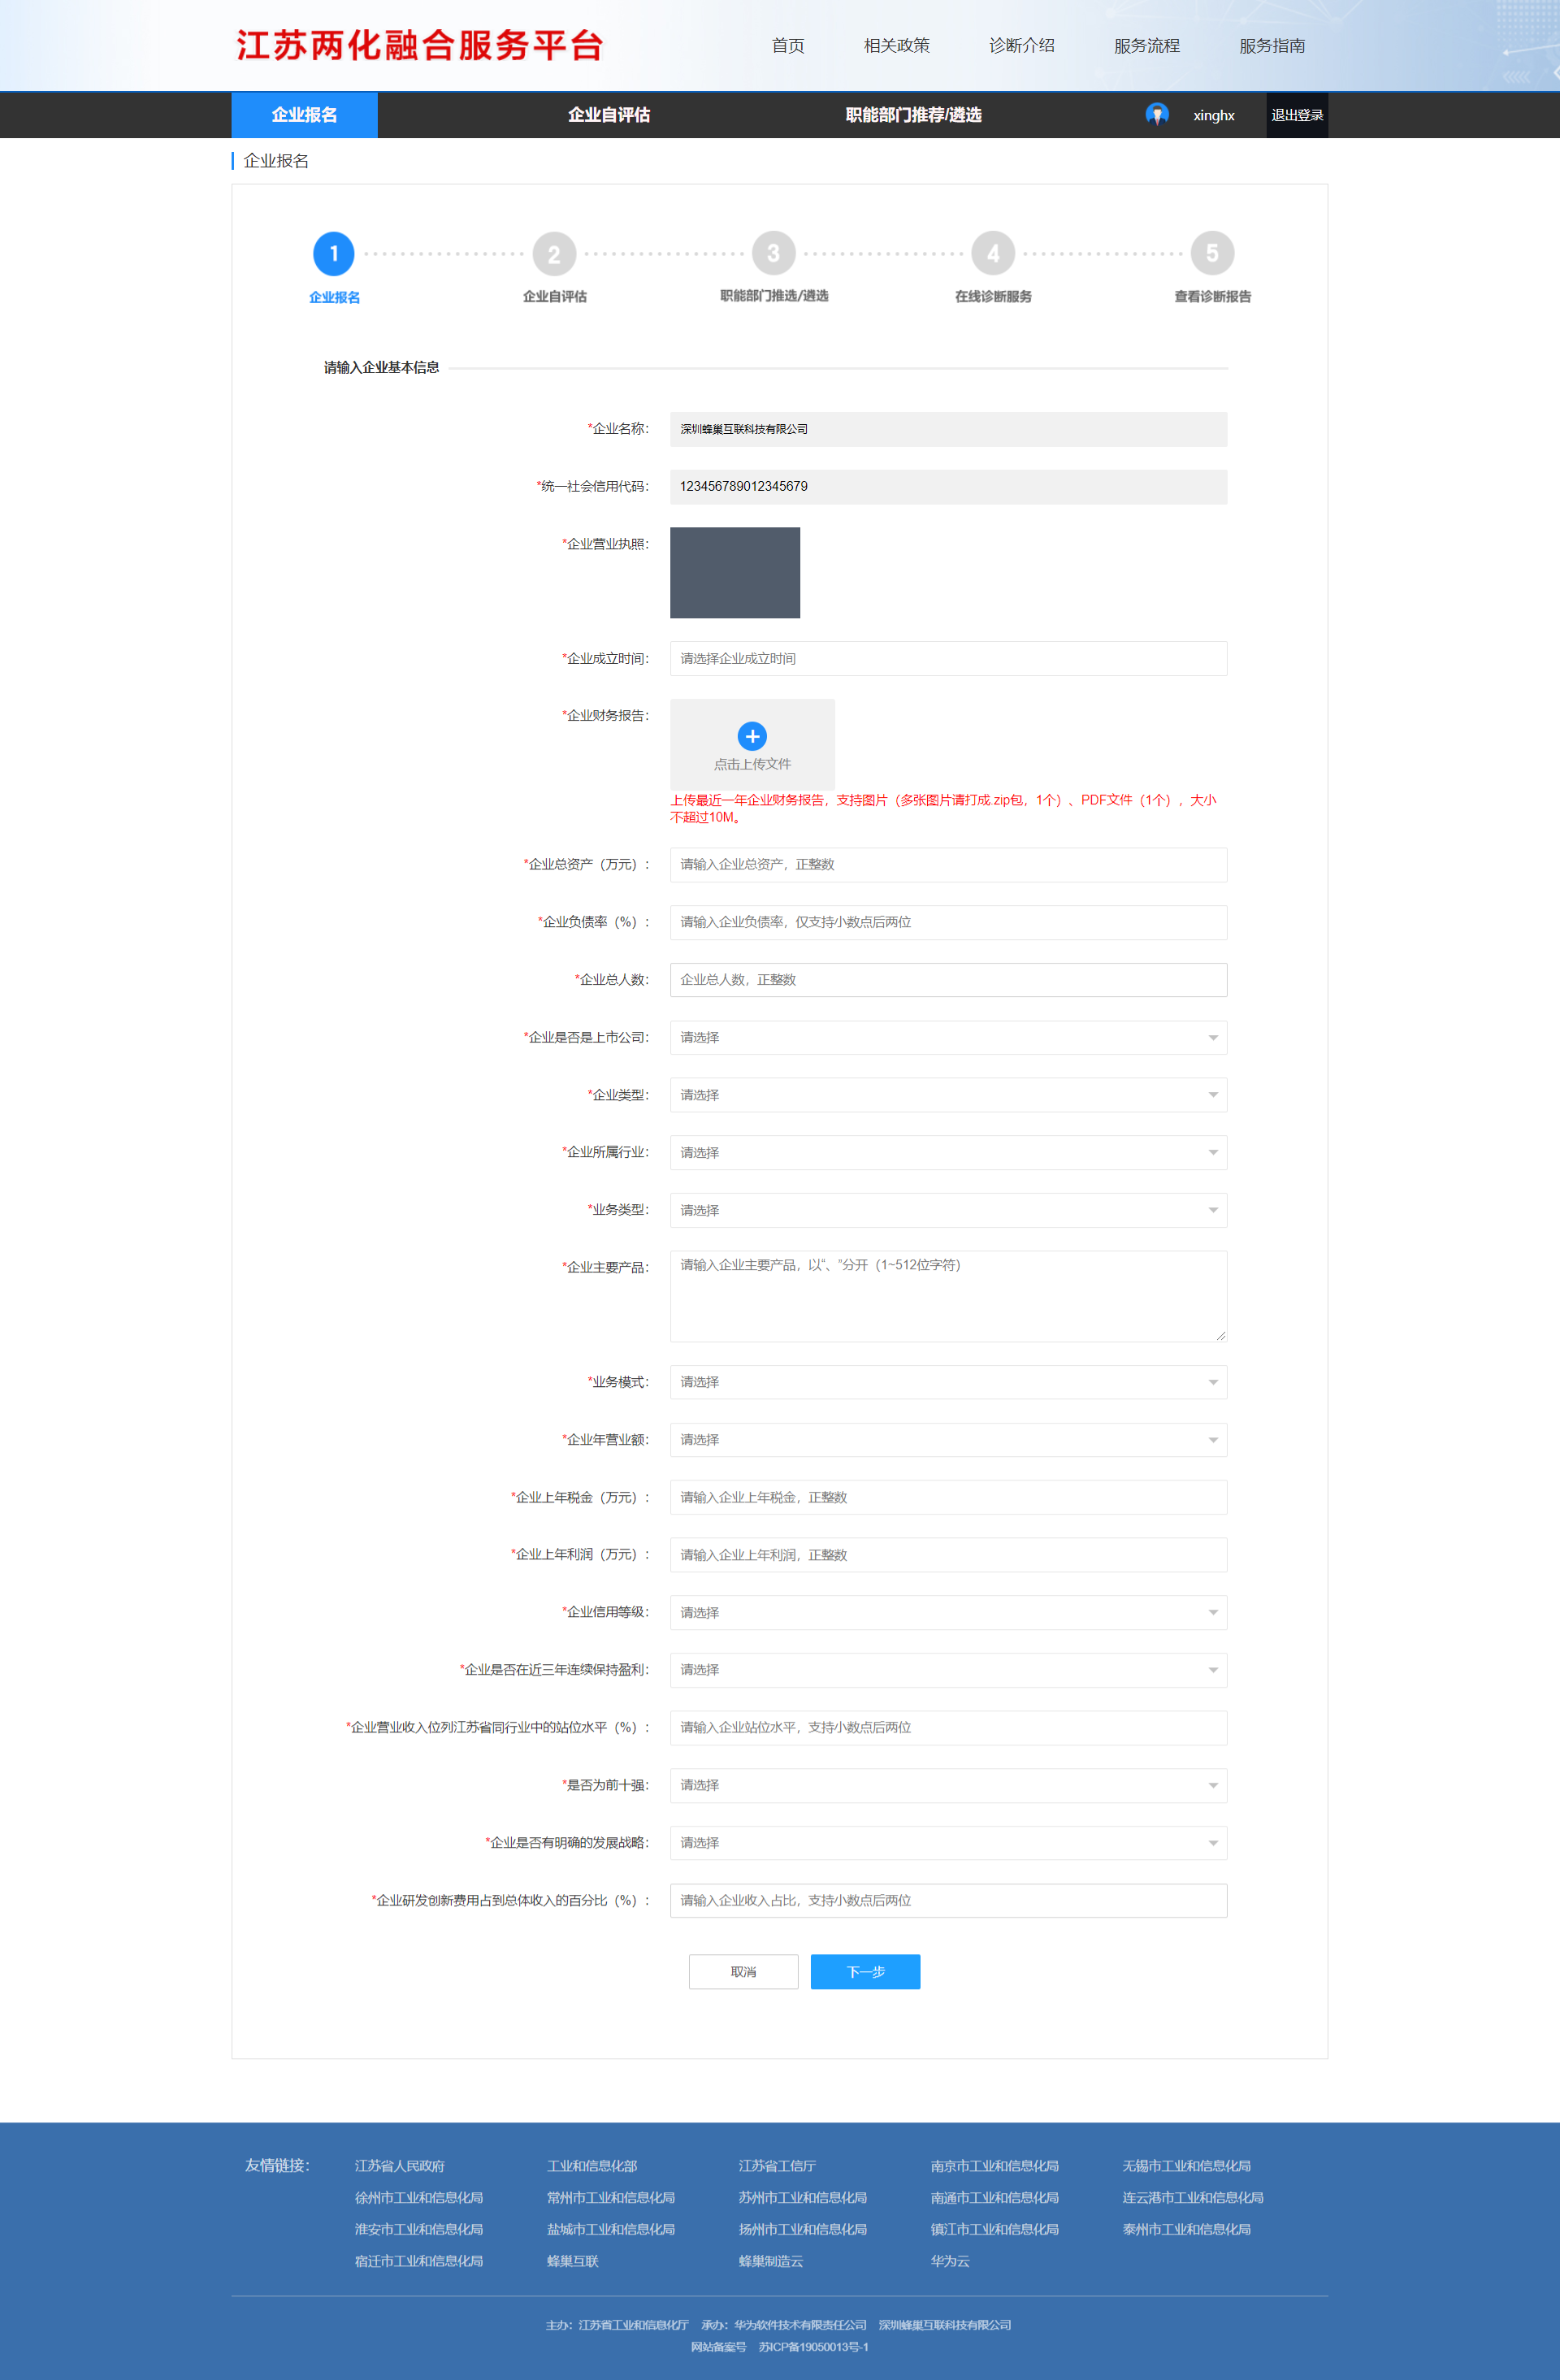 江苏两化融合服务平台
首页 相关政策 诊断介绍 服务流程 服务指南
企业报名 企业自评估 职能部门推荐/遴选 xinghx 退出登录
企业报名
1 2 3 4 5
企业报名 企业自评估 职能部门推选/遴选 在线诊断服务 查看诊断报告
请输入企业基本信息
*企业名称： 深圳蜂巢互联科技有限公司
*统一社会信用代码： 123456789012345679
*企业营业执照：
*企业成立时间： 请选择企业成立时间
*企业财务报告：
点击上传文件
上传最近一年企业财务报告，支持图片（多张图片请打成.zip包，1个）、PDF文件（1个），大小
不超过10M。
*企业总资产（万元）： 请输入企业总资产，正整数
*企业负债率（%）： 请输入企业负债率，仅支持小数点后两位
*企业总人数： 企业总人数，正整数
*企业是否是上市公司： 请选择
*企业类型： 请选择
*企业所属行业： 请选择
*业务类型： 请选择
*企业主要产品： 请输入企业主要产品，以“、”分开（1~512位字符）
*业务模式： 请选择
*企业年营业额： 请选择
*企业上年税金（万元）： 请输入企业上年税金，正整数
*企业上年利润（万元）： 请输入企业上年利润，正整数
*企业信用等级： 请选择
*企业是否在近三年连续保持盈利： 请选择
*企业营业收入位列江苏省同行业中的站位水平（%）： 请输入企业站位水平，支持小数点后两位
*是否为前十强： 请选择
*企业是否有明确的发展战略： 请选择
*企业研发创新费用占到总体收入的百分比（%）： 请输入企业收入占比，支持小数点后两位
取消 下一步
友情链接： 江苏省人民政府 工业和信息化部 江苏省工信厅 南京市工业和信息化局 无锡市工业和信息化局
徐州市工业和信息化局 常州市工业和信息化局 苏州市工业和信息化局 南通市工业和信息化局 连云港市工业和信息化局
淮安市工业和信息化局 盐城市工业和信息化局 扬州市工业和信息化局 镇江市工业和信息化局 泰州市工业和信息化局
宿迁市工业和信息化局 蜂巢互联 蜂巢制造云 华为云
主办：江苏省工业和信息化厅 承办：华为软件技术有限责任公司 深圳蜂巢互联科技有限公司
网站备案号 苏ICP备19050013号-1